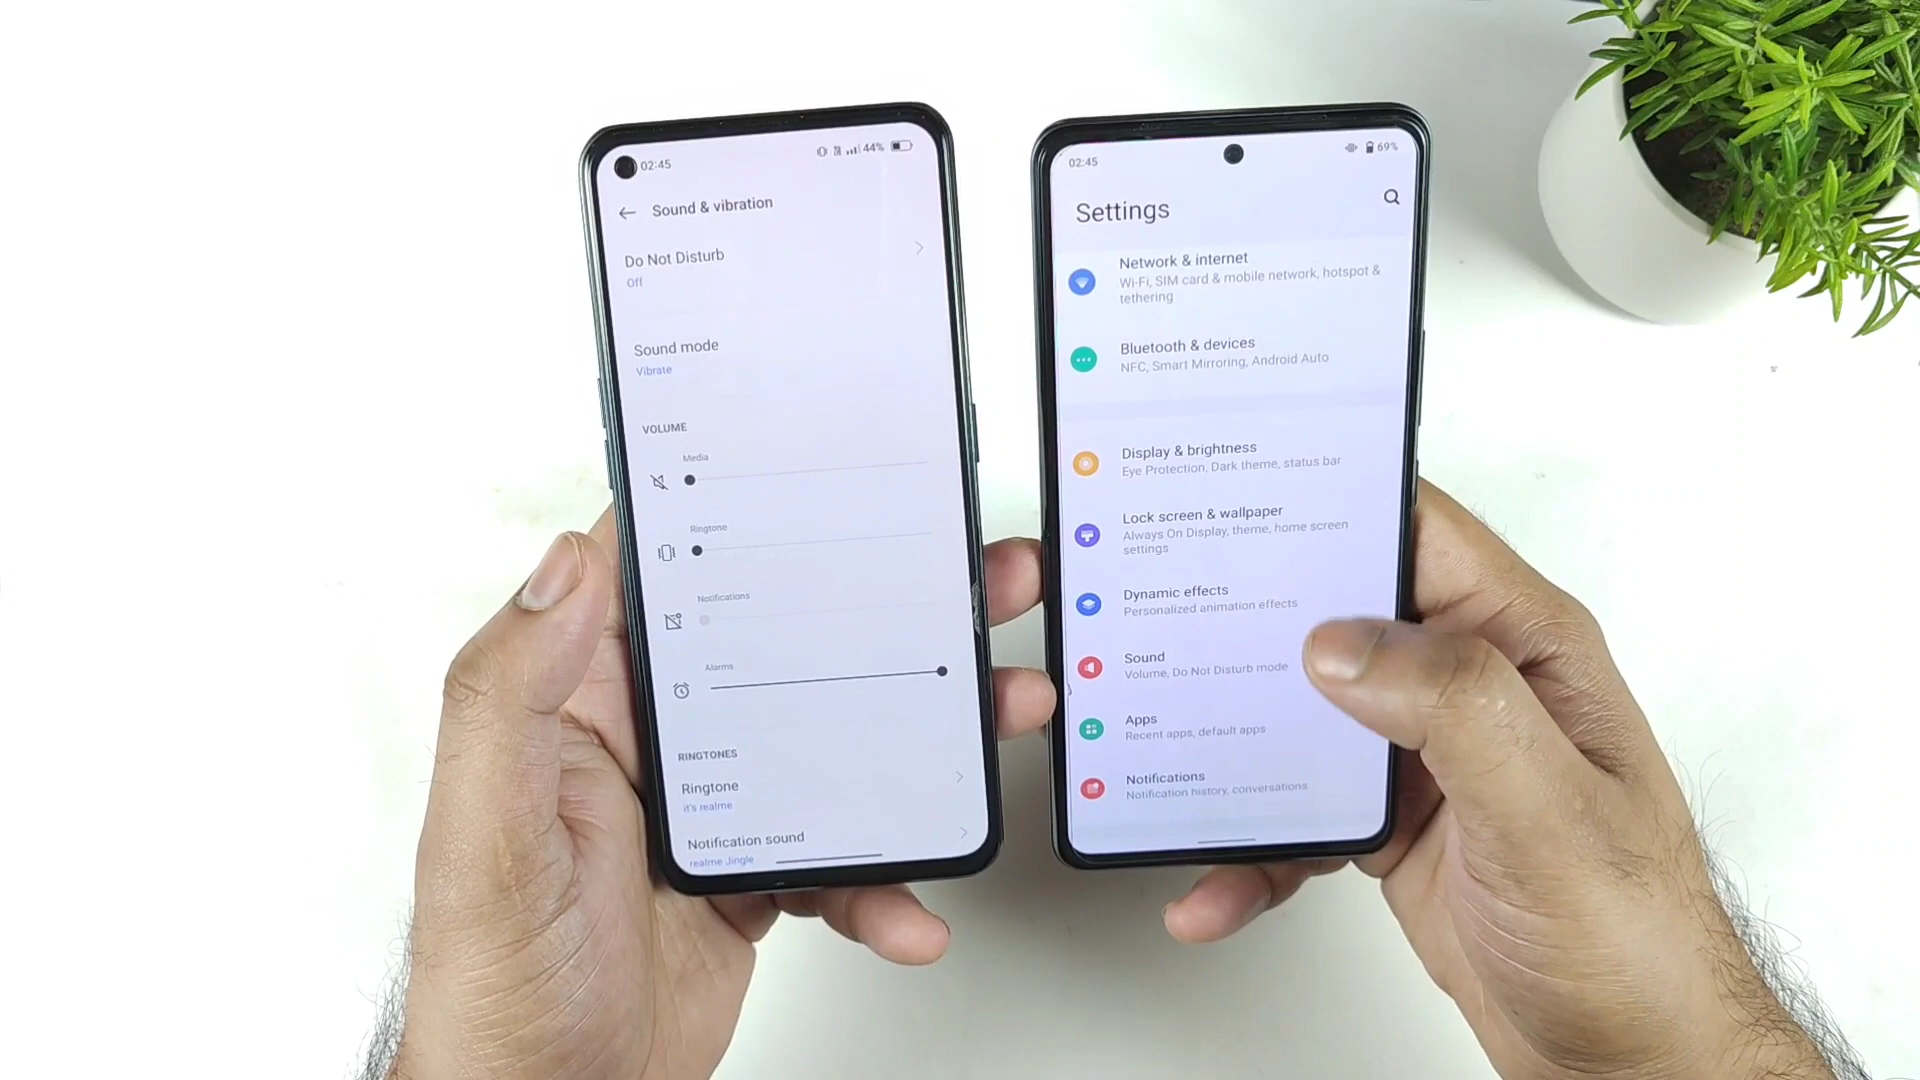 02:45
44%
Sound & vibration
Do Not Disturb
Off
Sound mode
Vibrate
VOLUME
Media
Ringtone
Notifications
Alarms
RINGTONES
Ringtone
it's realme
Notification sound
realme Jingle
02:45
69%
Settings
Network & internet
Wi-Fi, SIM card & mobile network, hotspot &
tethering
Bluetooth & devices
NFC, Smart Mirroring, Android Auto
Display & brightness
Eye Protection, Dark theme, status bar
Lock screen & wallpaper
Always On Display, theme, home screen
settings
Dynamic effects
Personalized animation effects
Sound
Volume, Do Not Disturb mode
Apps
Recent apps, default apps
Notifications
Notification history, conversations